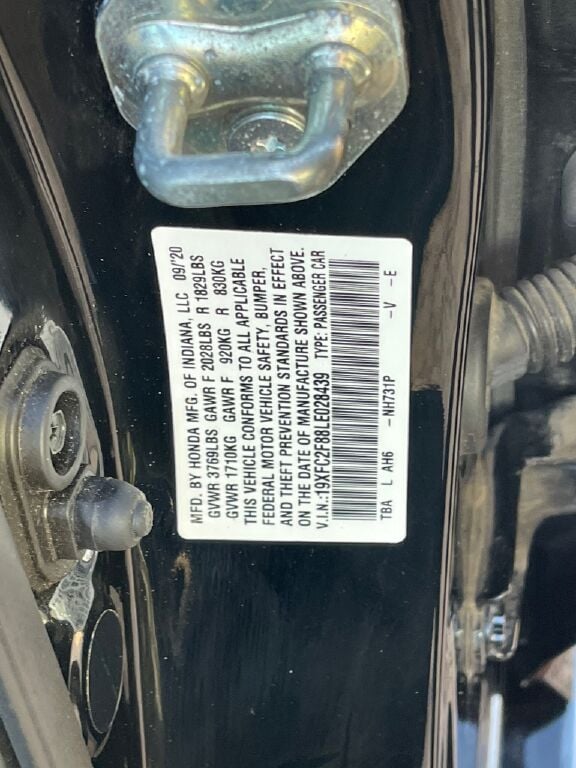 MFD. BY HONDA MFG. OF INDIANA, LLC 09/'20
GVWR 3769LBS GAWR F 2028LBS R 1829LBS
GVWR 1710KG GAWR F 920KG R 830KG
THIS VEHICLE CONFORMS TO ALL APPLICABLE
FEDERAL MOTOR VEHICLE SAFETY, BUMPER,
AND THEFT PREVENTION STANDARDS IN EFFECT
ON THE DATE OF MANUFACTURE SHOWN ABOVE.
V.I.N.:19XFC2F88LE028439 TYPE: PASSENGER CAR
TBA L AH6 -NH731P -V -E